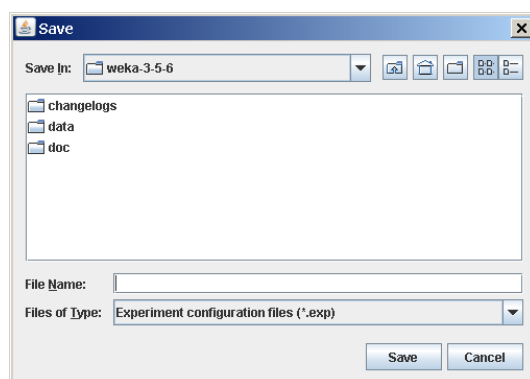 Save
Save In: weka-3-5-6
changelogs
data
doc
File Name:
Files of Type: Experiment configuration files (*.exp)
Save Cancel